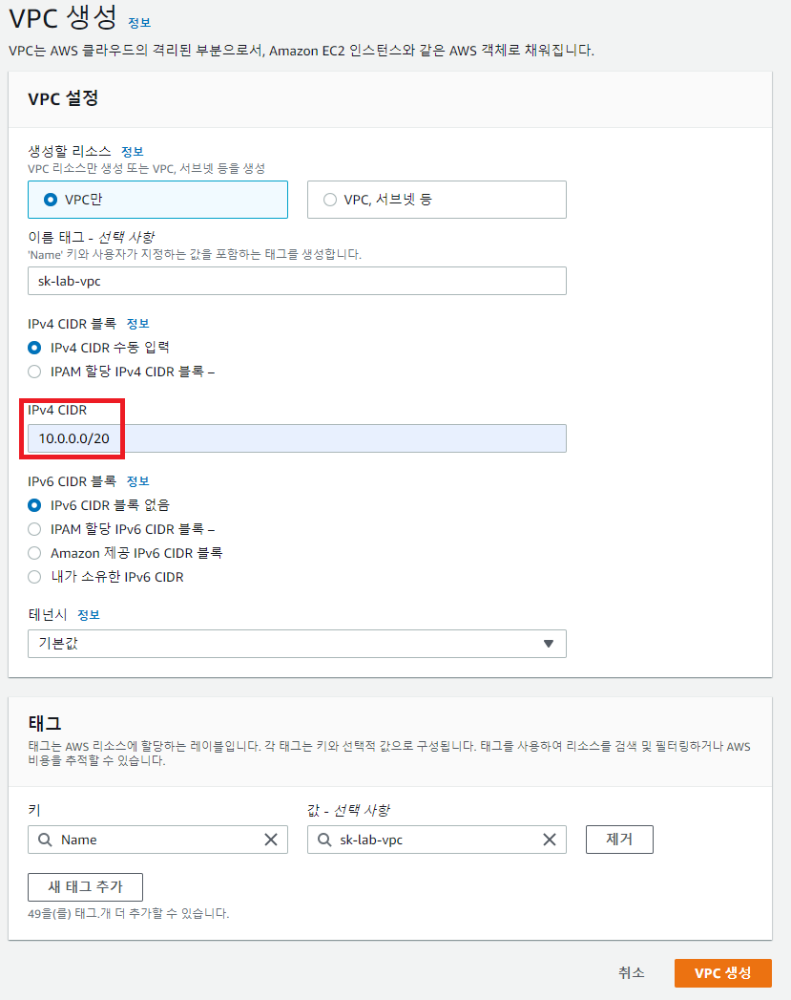 VPC 생성 정보
VPC는 AWS 클라우드의 격리된 부분으로서, Amazon EC2 인스턴스와 같은 AWS 객체로 채워집니다.
VPC 설정
생성할 리소스 정보
VPC 리소스만 생성 또는 VPC, 서브넷 등을 생성
VPC만
VPC, 서브넷 등
이름 태그 - 선택 사항
'Name' 키와 사용자가 지정하는 값을 포함하는 태그를 생성합니다.
sk-lab-vpc
IPv4 CIDR 블록 정보
IPv4 CIDR 수동 입력
IPAM 할당 IPv4 CIDR 블록 –
IPv4 CIDR
10.0.0.0/20
IPv6 CIDR 블록 정보
IPv6 CIDR 블록 없음
IPAM 할당 IPv6 CIDR 블록 –
Amazon 제공 IPv6 CIDR 블록
내가 소유한 IPv6 CIDR
테넌시 정보
기본값
태그
태그는 AWS 리소스에 할당하는 레이블입니다. 각 태그는 키와 선택적 값으로 구성됩니다. 태그를 사용하여 리소스를 검색 및 필터링하거나 AWS
비용을 추적할 수 있습니다.
키
값 - 선택 사항
Name
sk-lab-vpc
제거
새 태그 추가
49을(를) 태그.개 더 추가할 수 있습니다.
취소
VPC 생성